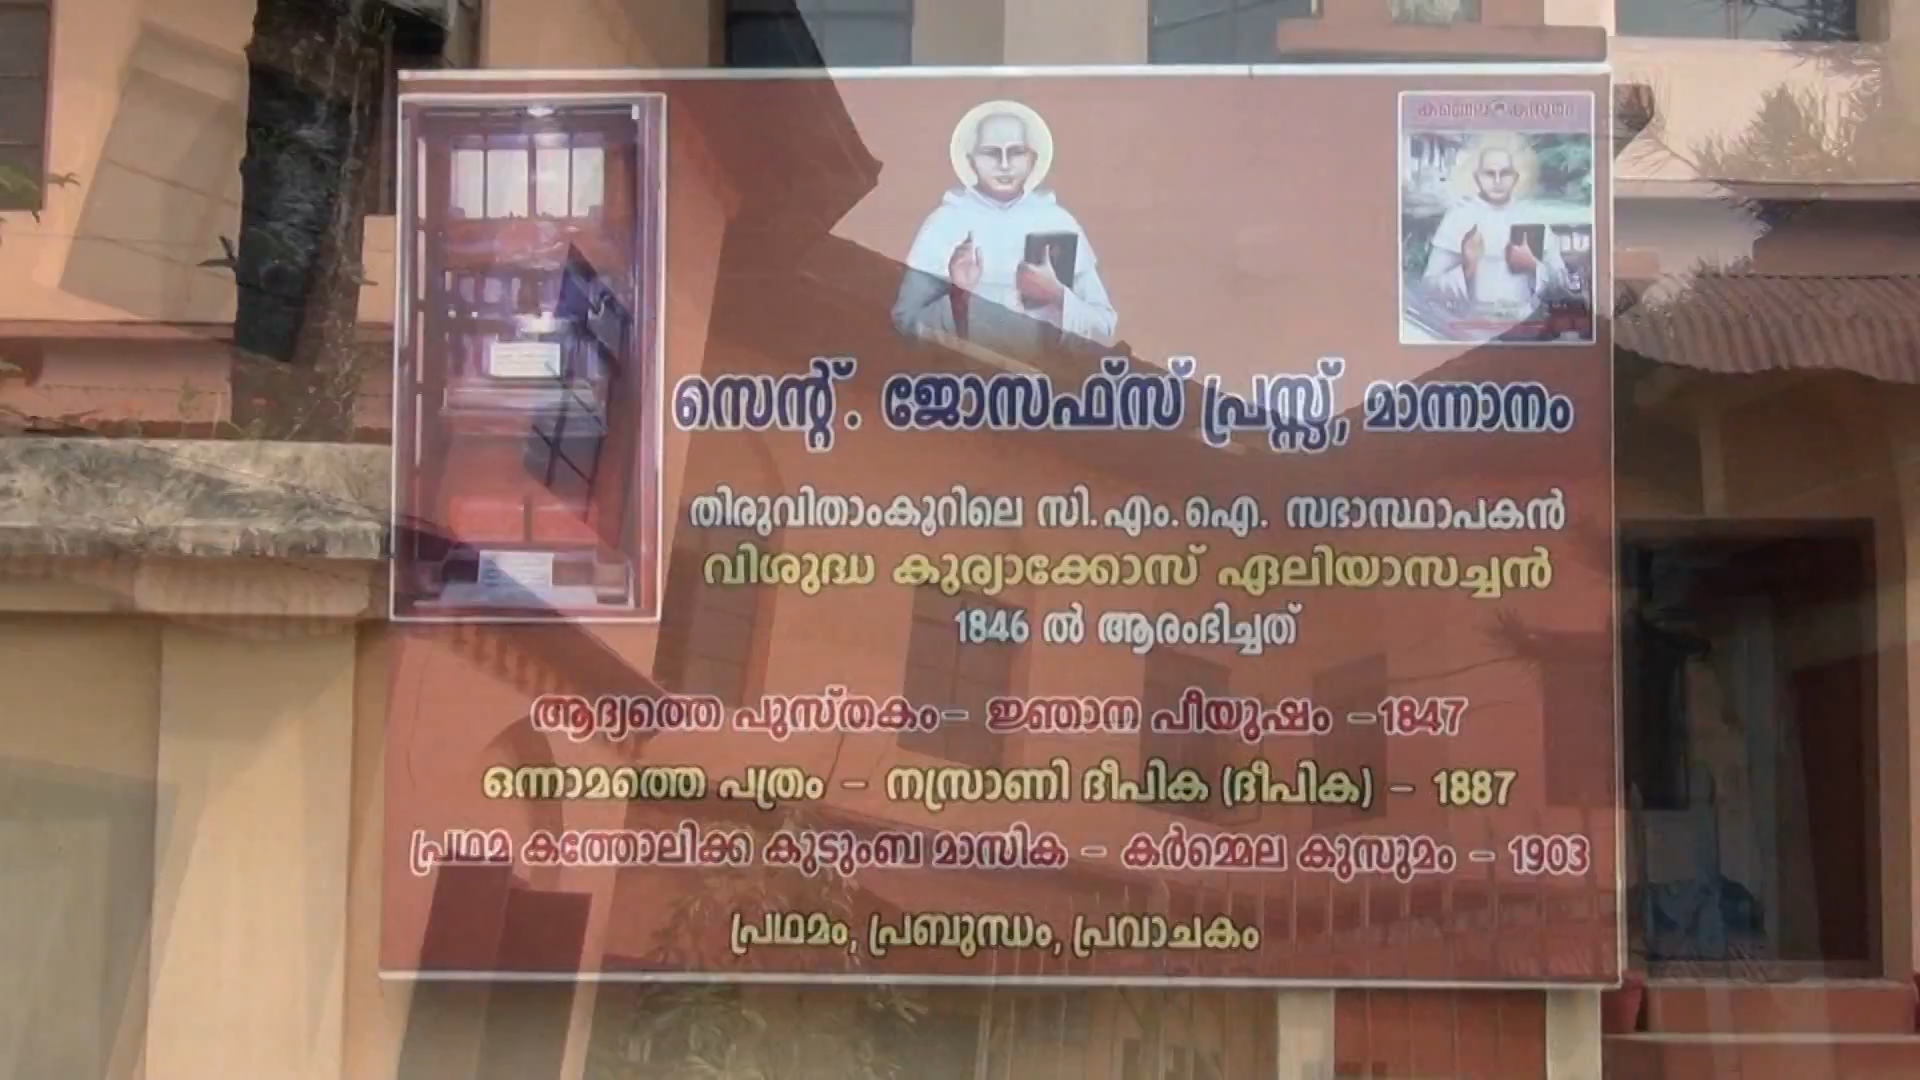 കർമ്മെല കുസുമം
സെന്റ്. ജോസഫ്സ് പ്രസ്സ്, മാന്നാനം
തിരുവിതാംകൂറിലെ സി.എം.ഐ. സഭാസ്ഥാപകൻ
വിശുദ്ധ കുര്യാക്കോസ് ഏലിയാസച്ചൻ
1846 ൽ ആരംഭിച്ചത്
ആദ്യത്തെ പുസ്തകം – ജ്ഞാന പീയുഷം – 1847
ഒന്നാമത്തെ പത്രം – നസ്രാണി ദീപിക (ദീപിക) – 1887
പ്രഥമ കത്തോലിക്ക കുടുംബ മാസിക – കർമ്മെല കുസുമം – 1903
പ്രഥമം, പ്രബുന്ധം, പ്രവാചകം